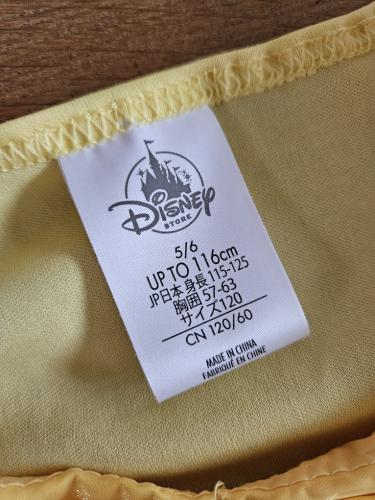 Disney
STORE
5/6
UP TO 116cm
JP日本 身長 115-125
胸囲 57-63
サイズ120
CN 120/60
MADE IN CHINA
FABRIQUÉ EN CHINE